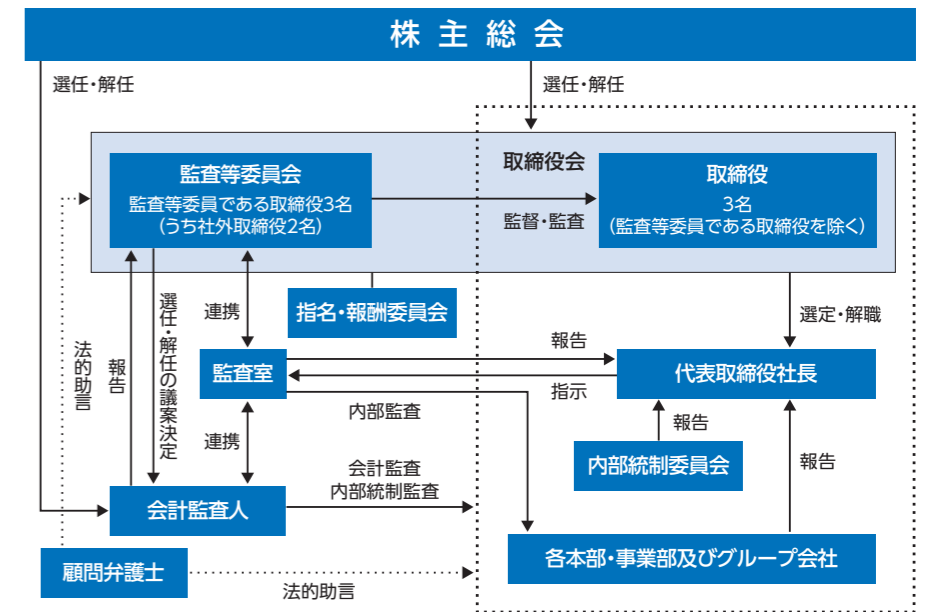 株主総会
選任・解任
選任・解任
取締役会
監査等委員会
監査等委員である取締役3名
(うち社外取締役2名)
監督・監査
取締役
3名
(監査等委員である取締役を除く)
指名・報酬委員会
選定・解職
法的助言
報告
選任・解任の議案決定
連携
監査室
報告
指示
代表取締役社長
内部監査
連携
報告
内部統制委員会
報告
会計監査
内部統制監査
会計監査人
各本部・事業部及びグループ会社
顧問弁護士
法的助言